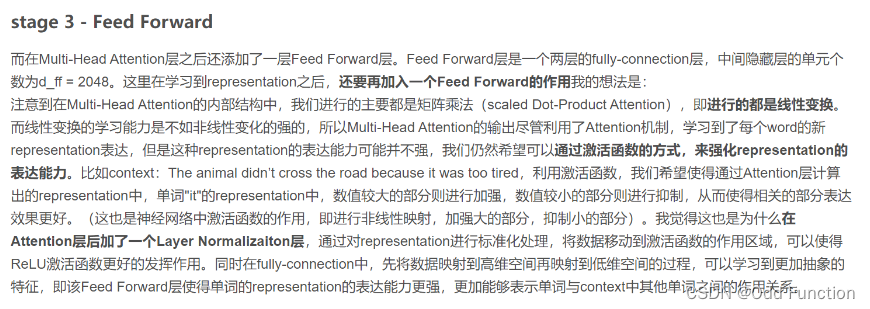 stage 3 - Feed Forward
而在Multi-Head Attention层之后还添加了一层Feed Forward层。Feed Forward层是一个两层的fully-connection层，中间隐藏层的单元个
数为d_ff = 2048。这里在学习到representation之后，还要再加入一个Feed Forward的作用我的想法是：
注意到在Multi-Head Attention的内部结构中，我们进行的主要都是矩阵乘法（scaled Dot-Product Attention），即进行的都是线性变换。
而线性变换的学习能力是不如非线性变化的强的，所以Multi-Head Attention的输出尽管利用了Attention机制，学习到了每个word的新
representation表达，但是这种representation的表达能力可能并不强，我们仍然希望可以通过激活函数的方式，来强化representation的
表达能力。比如context：The animal didn't cross the road because it was too tired，利用激活函数，我们希望使得通过Attention层计算
出的representation中，单词"it"的representation中，数值较大的部分则进行加强，数值较小的部分则进行抑制，从而使得相关的部分表达
效果更好。（这也是神经网络中激活函数的作用，即进行非线性映射，加强大的部分，抑制小的部分）。我觉得这也是为什么在
Attention层后加了一个Layer Normalizaiton层，通过对representation进行标准化处理，将数据移动到激活函数的作用区域，可以使得
ReLU激活函数更好的发挥作用。同时在fully-connection中，先将数据映射到高维空间再映射到低维空间的过程，可以学习到更加抽象的
特征，即该Feed Forward层使得单词的representation的表达能力更强，更加能够表示单词与context中其他单词之间的作用关系。
CSDN @Odd Function